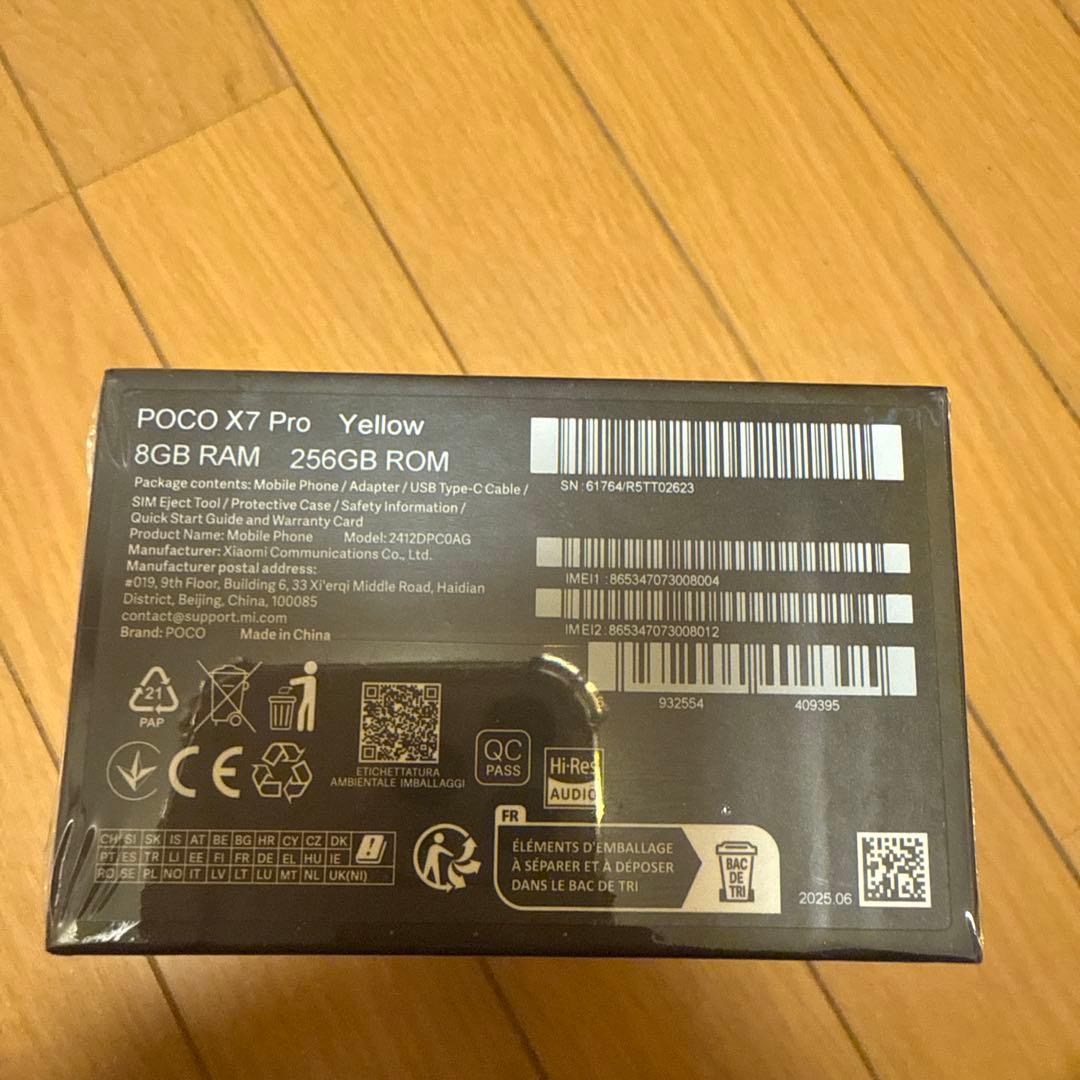 POCO X7 Pro Yellow
8GB RAM 256GB ROM
Package contents: Mobile Phone / Adapter / USB Type-C Cable /
SIM Eject Tool / Protective Case / Safety Information /
Quick Start Guide and Warranty Card
Product Name: Mobile Phone Model: 2412DPC0AG
Manufacturer: Xiaomi Communications Co., Ltd.
Manufacturer postal address:
#019, 9th Floor, Building 6, 33 Xi'erqi Middle Road, Haidian
District, Beijing, China, 100085
contact@support.mi.com
Brand: POCO Made in China
SN : 61764/R5TT02623
IMEI1 : 865347073008004
IMEI2 : 865347073008012
932554 409395
21
PAP
CE
ETICHETTATURA
AMBIENTALE IMBALLAGGI
QC
PASS
Hi-Res
AUDIO
CH SI SK IS AT BE BG HR CY CZ DK
PT ES TR LI EE FI FR DE EL HU IE
RO SE PL NO IT LV LT LU MT NL UK(NI)
FR
ÉLÉMENTS D'EMBALLAGE
À SÉPARER ET À DÉPOSER
DANS LE BAC DE TRI
BAC
DE
TRI
2025.06